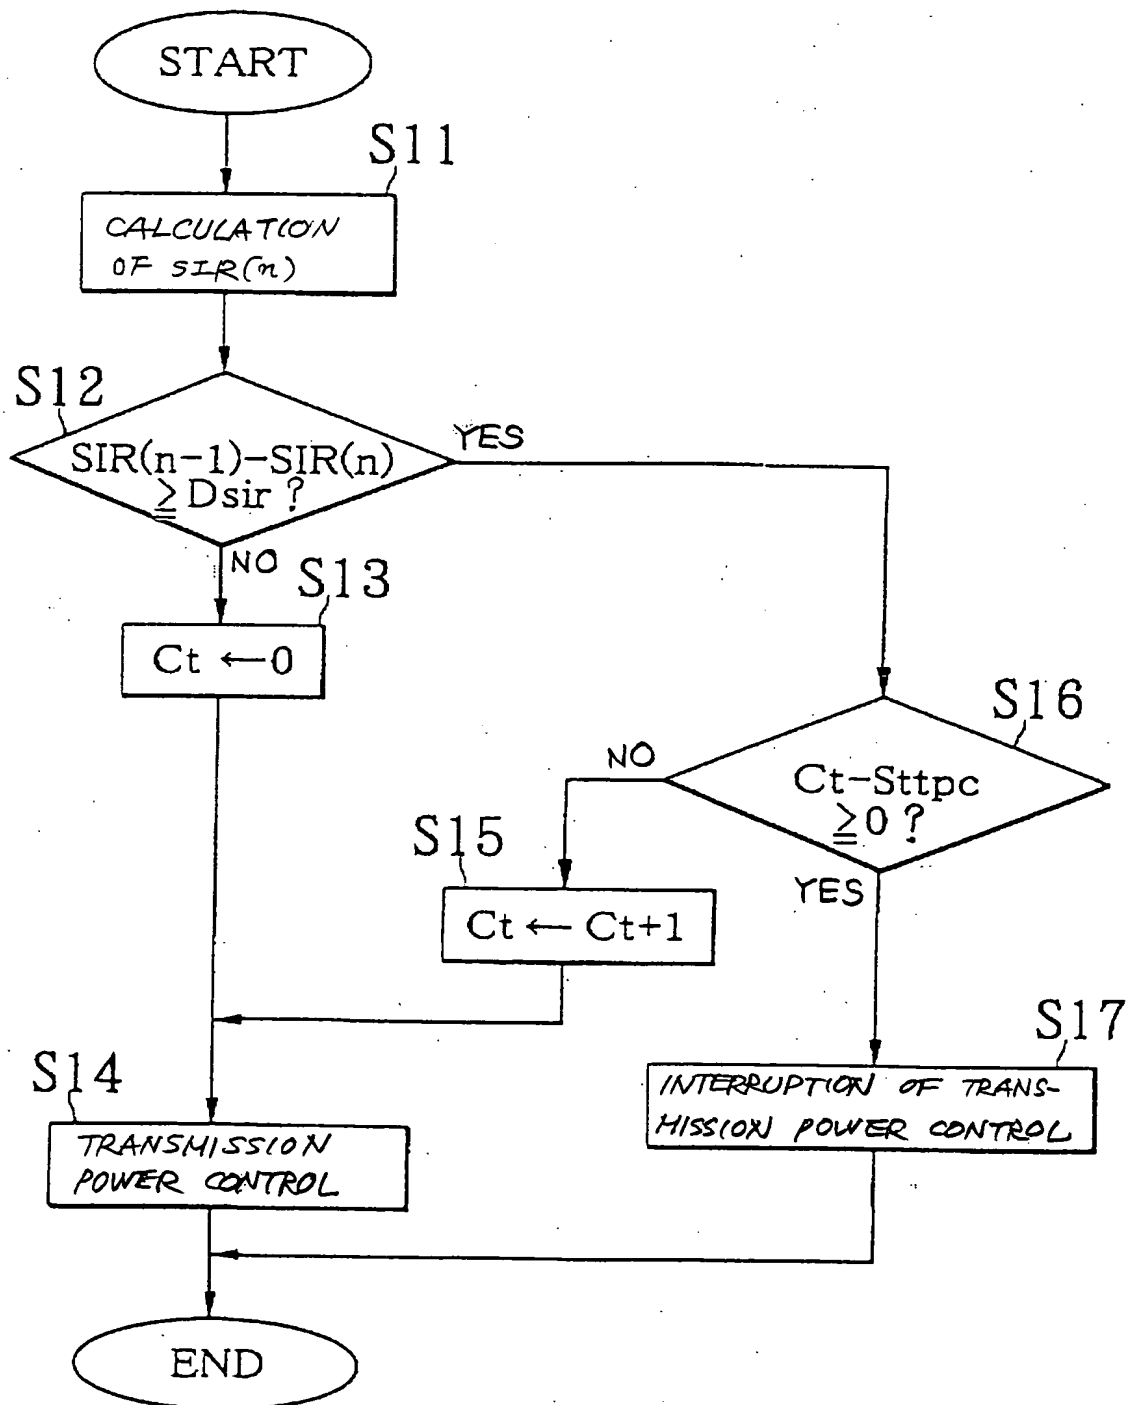 START
S11
CALCULATION
OF SIR(n)
S12
SIR(n-1)-SIR(n)
≧Dsir ?
YES
NO
S13
Ct ←0
S16
Ct-Sttpc
≧0 ?
NO
YES
S15
Ct ← Ct+1
S17
INTERRUPTION OF TRANS-
MISSION POWER CONTROL
S14
TRANSMISSION
POWER CONTROL
END